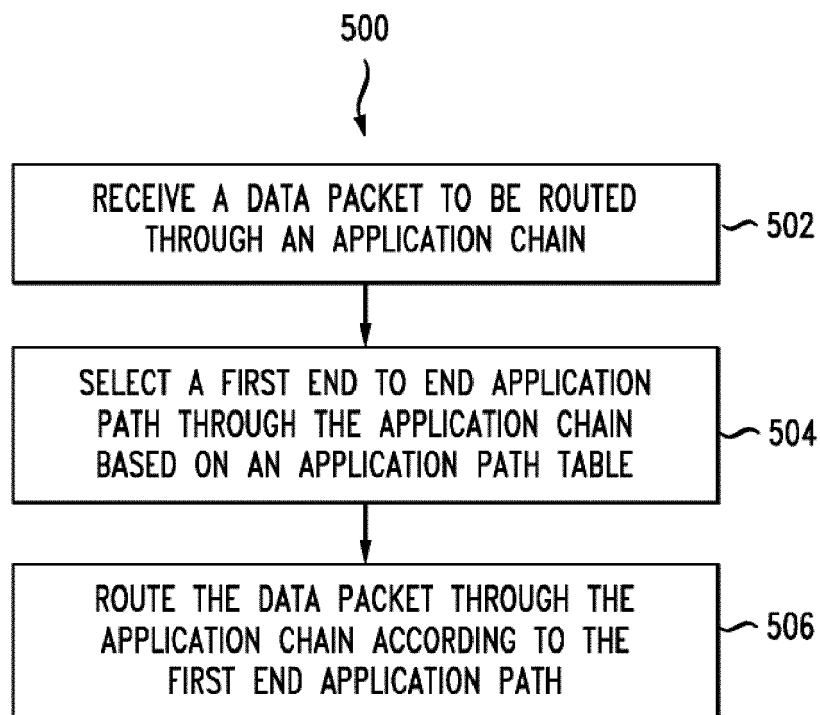 500
RECEIVE A DATA PACKET TO BE ROUTED
THROUGH AN APPLICATION CHAIN
502
SELECT A FIRST END TO END APPLICATION
PATH THROUGH THE APPLICATION CHAIN
BASED ON AN APPLICATION PATH TABLE
504
ROUTE THE DATA PACKET THROUGH THE
APPLICATION CHAIN ACCORDING TO THE
FIRST END APPLICATION PATH
506